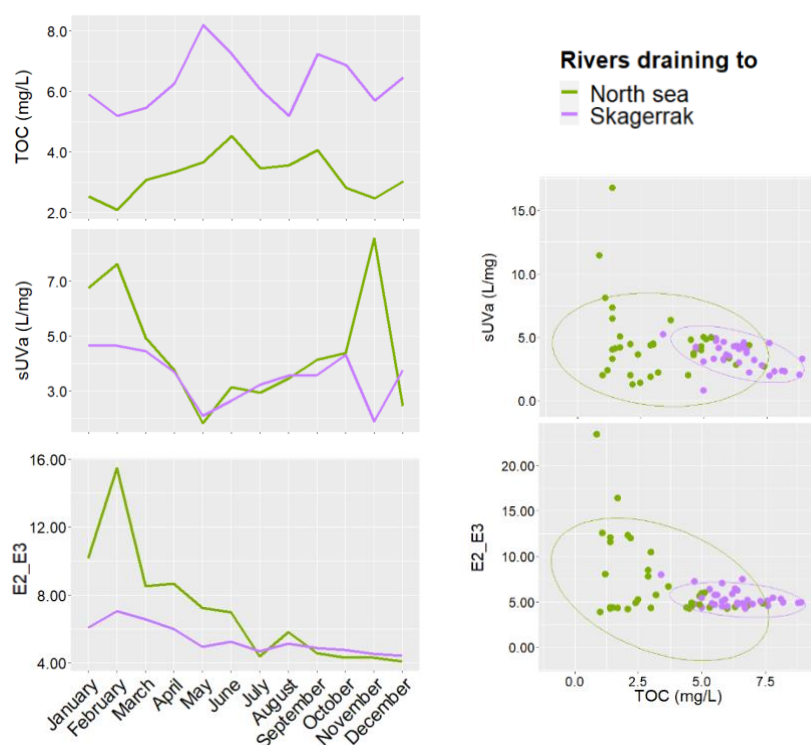 8.0
6.0
4.0
2.0
TOC (mg/L)
7.0
5.0
3.0
sUVa (L/mg)
16.00
12.00
8.00
4.00
E2_E3
January
February
March
April
May
June
July
August
September
October
November
December
Rivers draining to
North sea
Skagerrak
15.0
10.0
5.0
0.0
sUVa (L/mg)
20.00
15.00
10.00
5.00
0.00
E2_E3
0.0
2.5
5.0
7.5
TOC (mg/L)